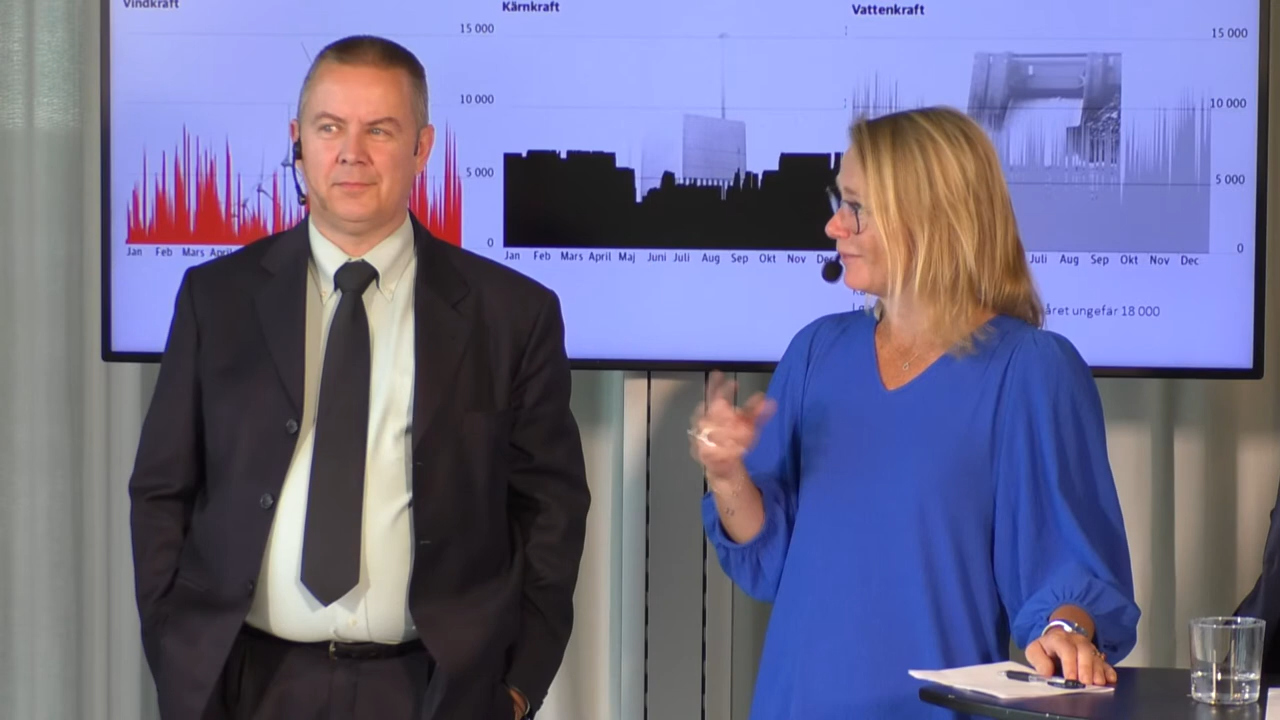 Vindkraft
Kärnkraft
Vattenkraft
15 000
15 000
10 000
10 000
5 000
5 000
0
0
Jan Feb Mars April
Jan Feb Mars April Maj Juni Juli Aug Sep Okt Nov
Juli Aug Sep Okt Nov Dec
året ungefär 18 000